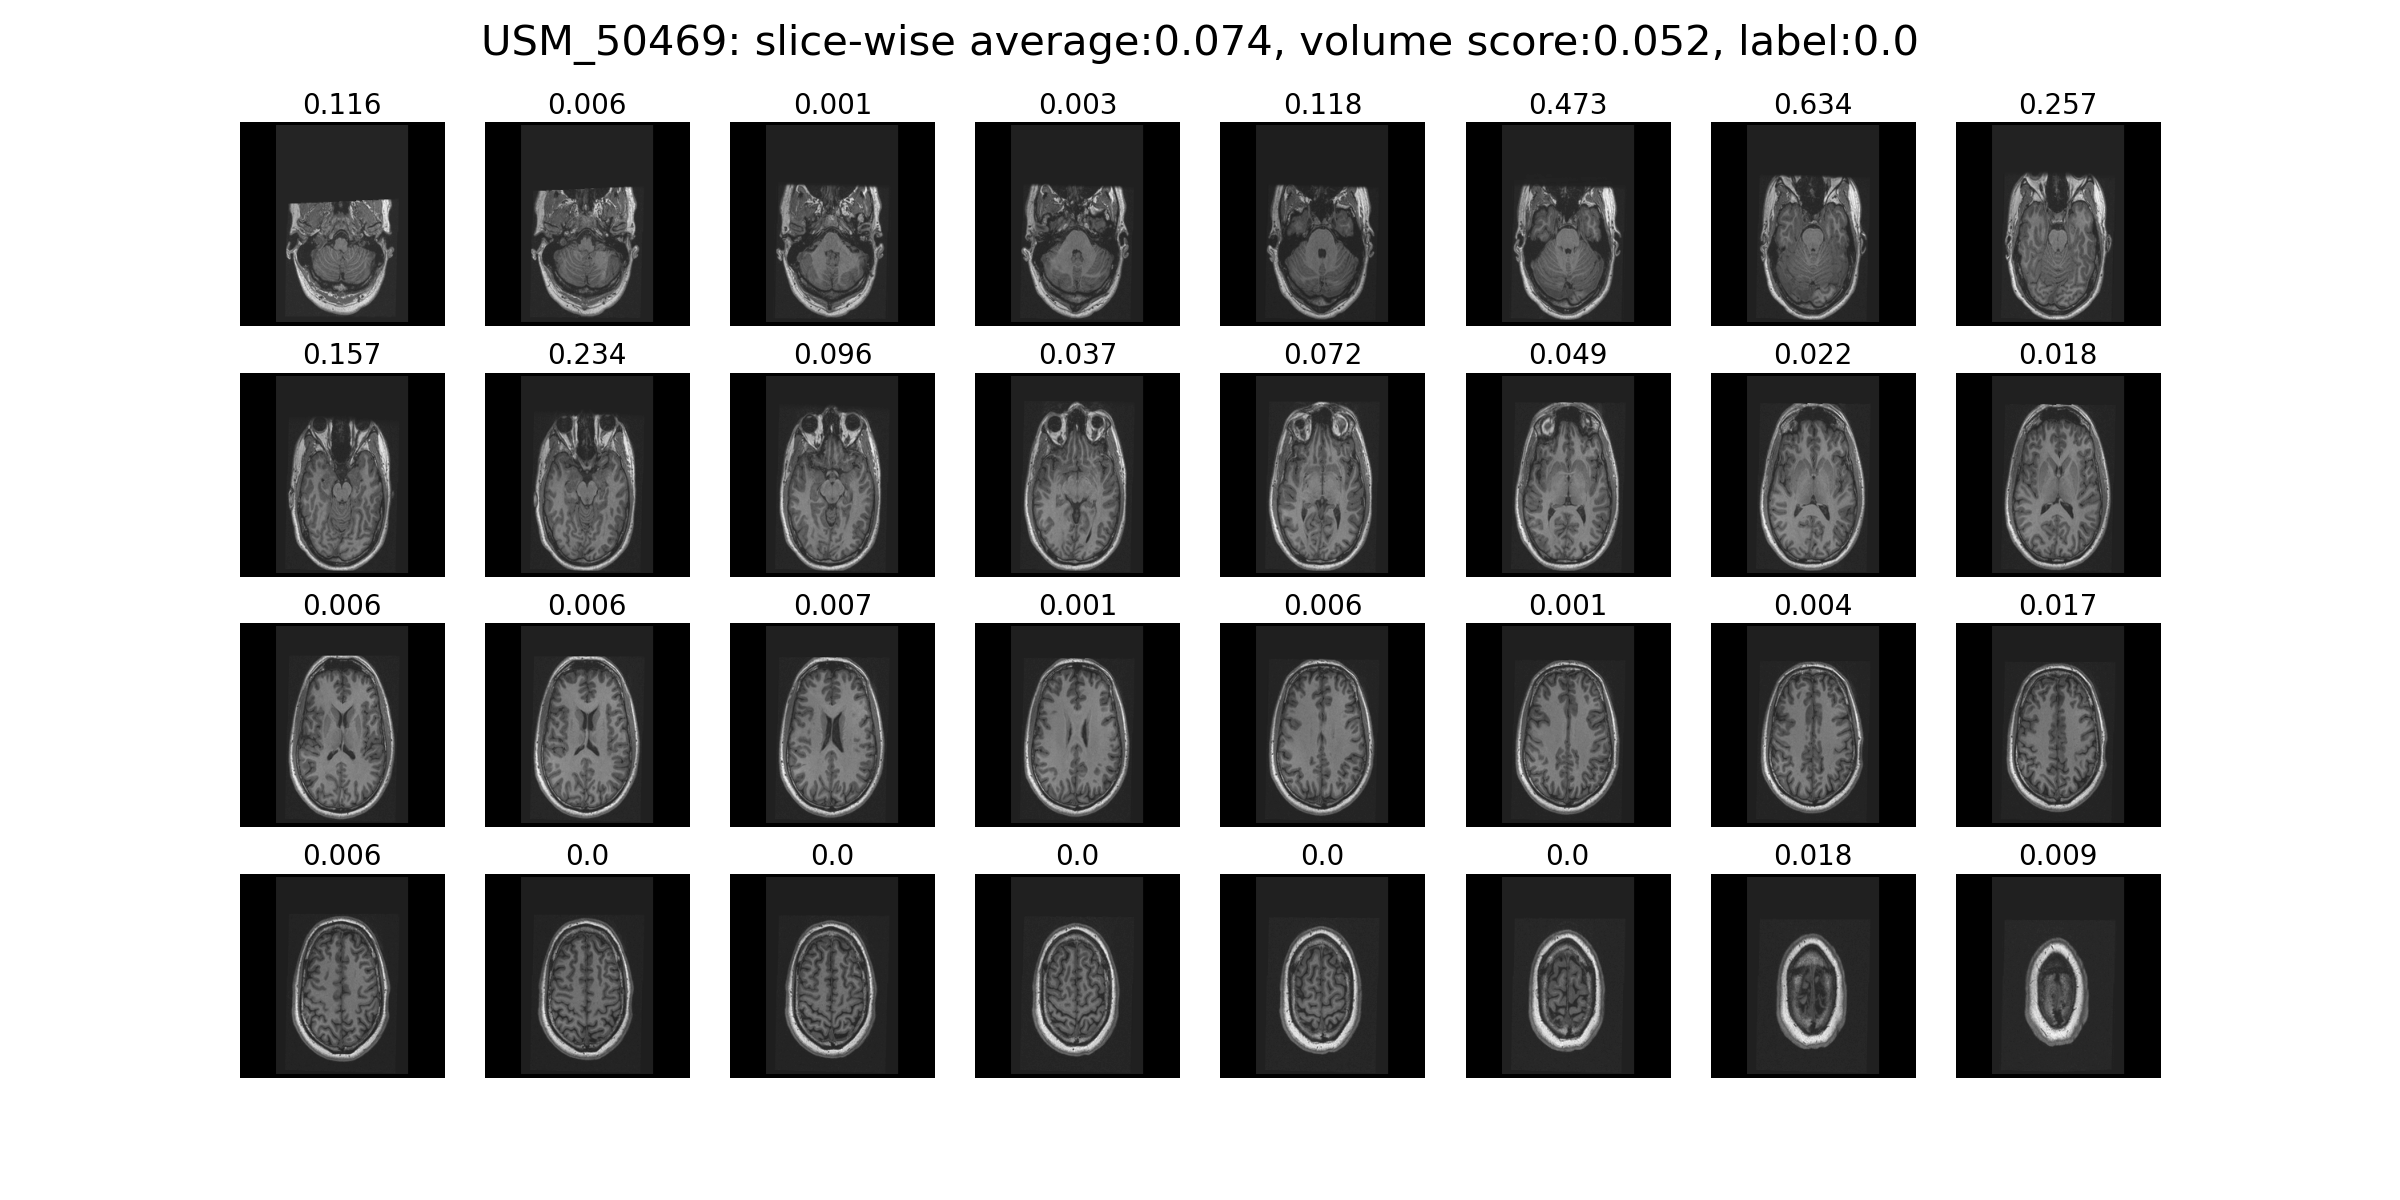 USM_50469: slice-wise average:0.074, volume score:0.052, label:0.0
0.116 0.006 0.001 0.003 0.118 0.473 0.634 0.257
0.157 0.234 0.096 0.037 0.072 0.049 0.022 0.018
0.006 0.006 0.007 0.001 0.006 0.001 0.004 0.017
0.006 0.0 0.0 0.0 0.0 0.0 0.018 0.009